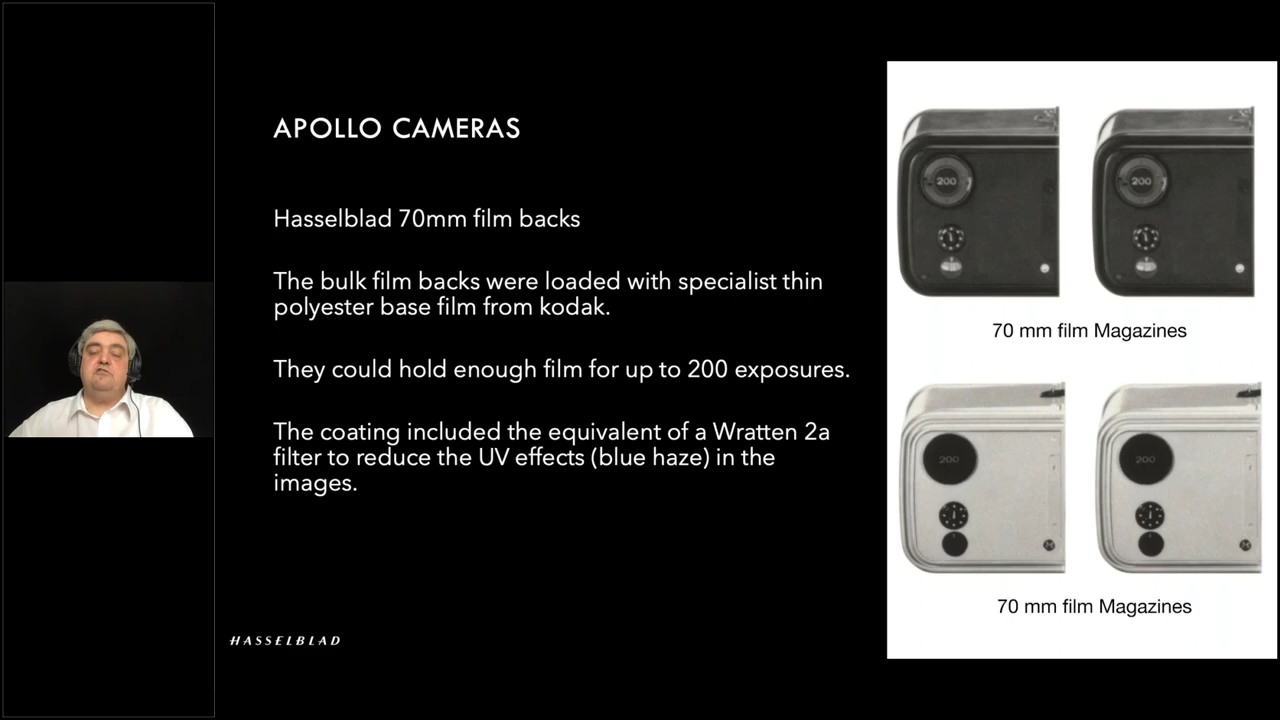 APOLLO CAMERAS
Hasselblad 70mm film backs
The bulk film backs were loaded with specialist thin
polyester base film from kodak.
They could hold enough film for up to 200 exposures.
The coating included the equivalent of a Wratten 2a
filter to reduce the UV effects (blue haze) in the
images.
HASSELBLAD
200
200
70 mm film Magazines
200
200
70 mm film Magazines